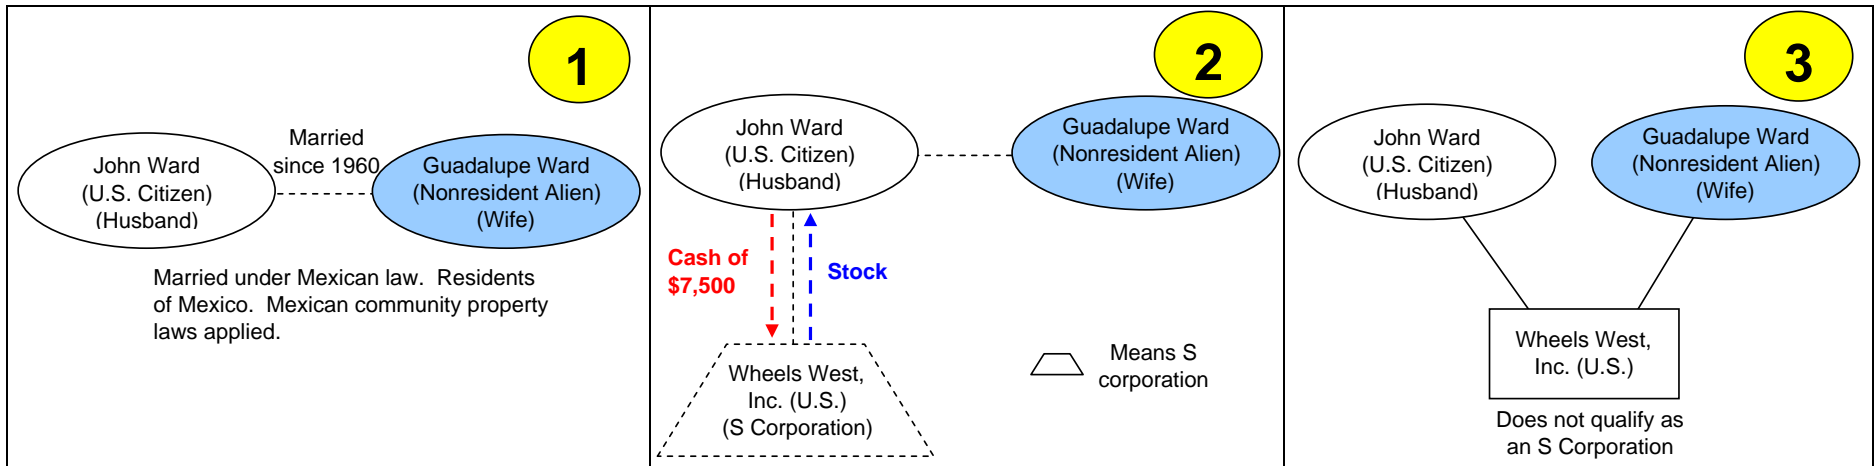 1
John Ward
(U.S. Citizen)
(Husband)
Married
since 1960
Guadalupe Ward
(Nonresident Alien)
(Wife)
Married under Mexican law. Residents
of Mexico. Mexican community property
laws applied.
2
John Ward
(U.S. Citizen)
(Husband)
Guadalupe Ward
(Nonresident Alien)
(Wife)
Cash of
$7,500
Stock
Wheels West,
Inc. (U.S.)
(S Corporation)
Means S
corporation
3
John Ward
(U.S. Citizen)
(Husband)
Guadalupe Ward
(Nonresident Alien)
(Wife)
Wheels West,
Inc. (U.S.)
Does not qualify as
an S Corporation